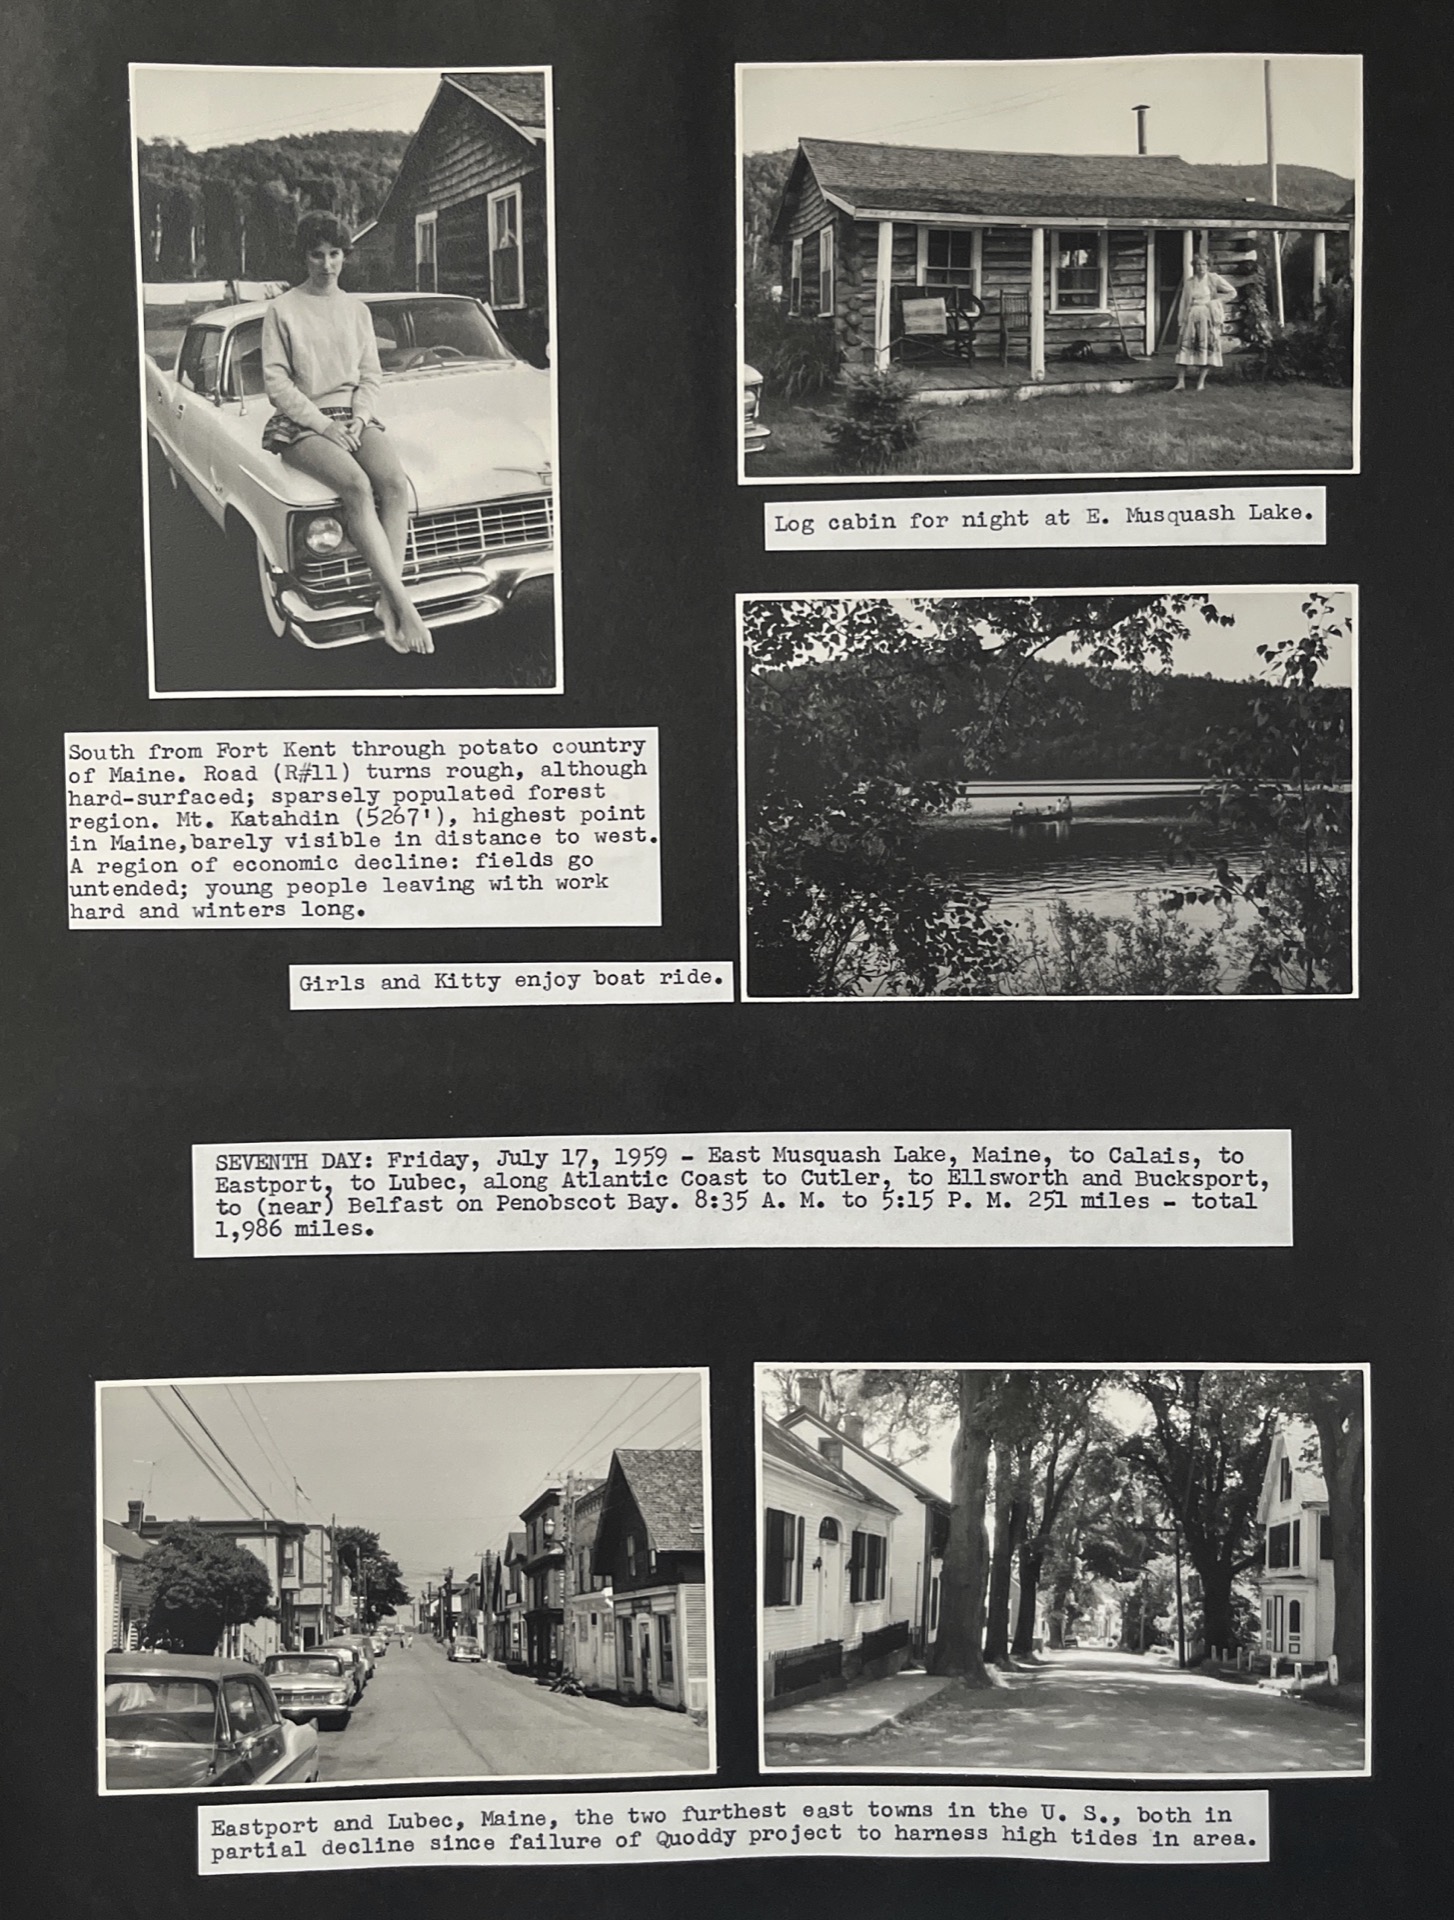 Log cabin for night at E. Musquash Lake.
South from Fort Kent through potato country
of Maine. Road (R#11) turns rough, although
hard-surfaced; sparsely populated forest
region. Mt. Katahdin (5267'), highest point
in Maine,barely visible in distance to west.
A region of economic decline: fields go
untended; young people leaving with work
hard and winters long.
Girls and Kitty enjoy boat ride.
SEVENTH DAY: Friday, July 17, 1959 - East Musquash Lake, Maine, to Calais, to
Eastport, to Lubec, along Atlantic Coast to Cutler, to Ellsworth and Bucksport,
to (near) Belfast on Penobscot Bay. 8:35 A. M. to 5:15 P. M. 251 miles - total
1,986 miles.
Eastport and Lubec, Maine, the two furthest east towns in the U. S., both in
partial decline since failure of Quoddy project to harness high tides in area.